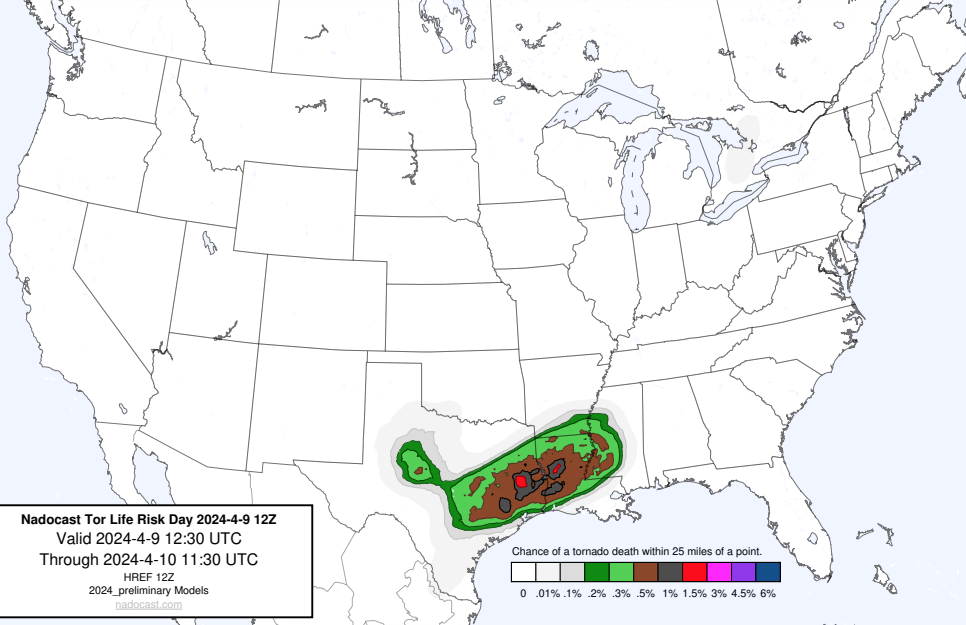 Nadocast Tor Life Risk Day 2024-4-9 12Z
Valid 2024-4-9 12:30 UTC
Through 2024-4-10 11:30 UTC
HREF 12Z
2024_preliminary Models
nadocast.com
Chance of a tornado death within 25 miles of a point.
0 .01% .1% .2% .3% .5% 1% 1.5% 3% 4.5% 6%